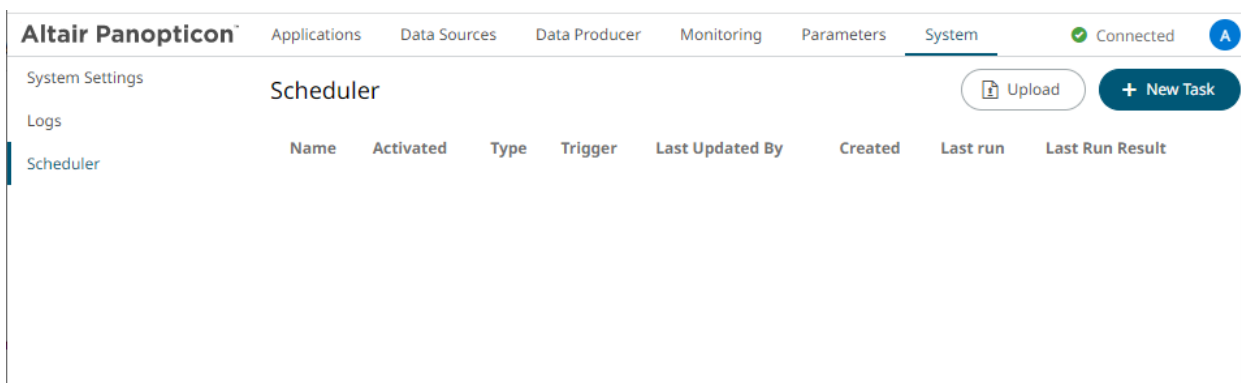 Altair Panopticon™ Applications Data Sources Data Producer Monitoring Parameters System Connected A
System Settings
Scheduler Upload + New Task
Logs
Name Activated Type Trigger Last Updated By Created Last run Last Run Result
Scheduler